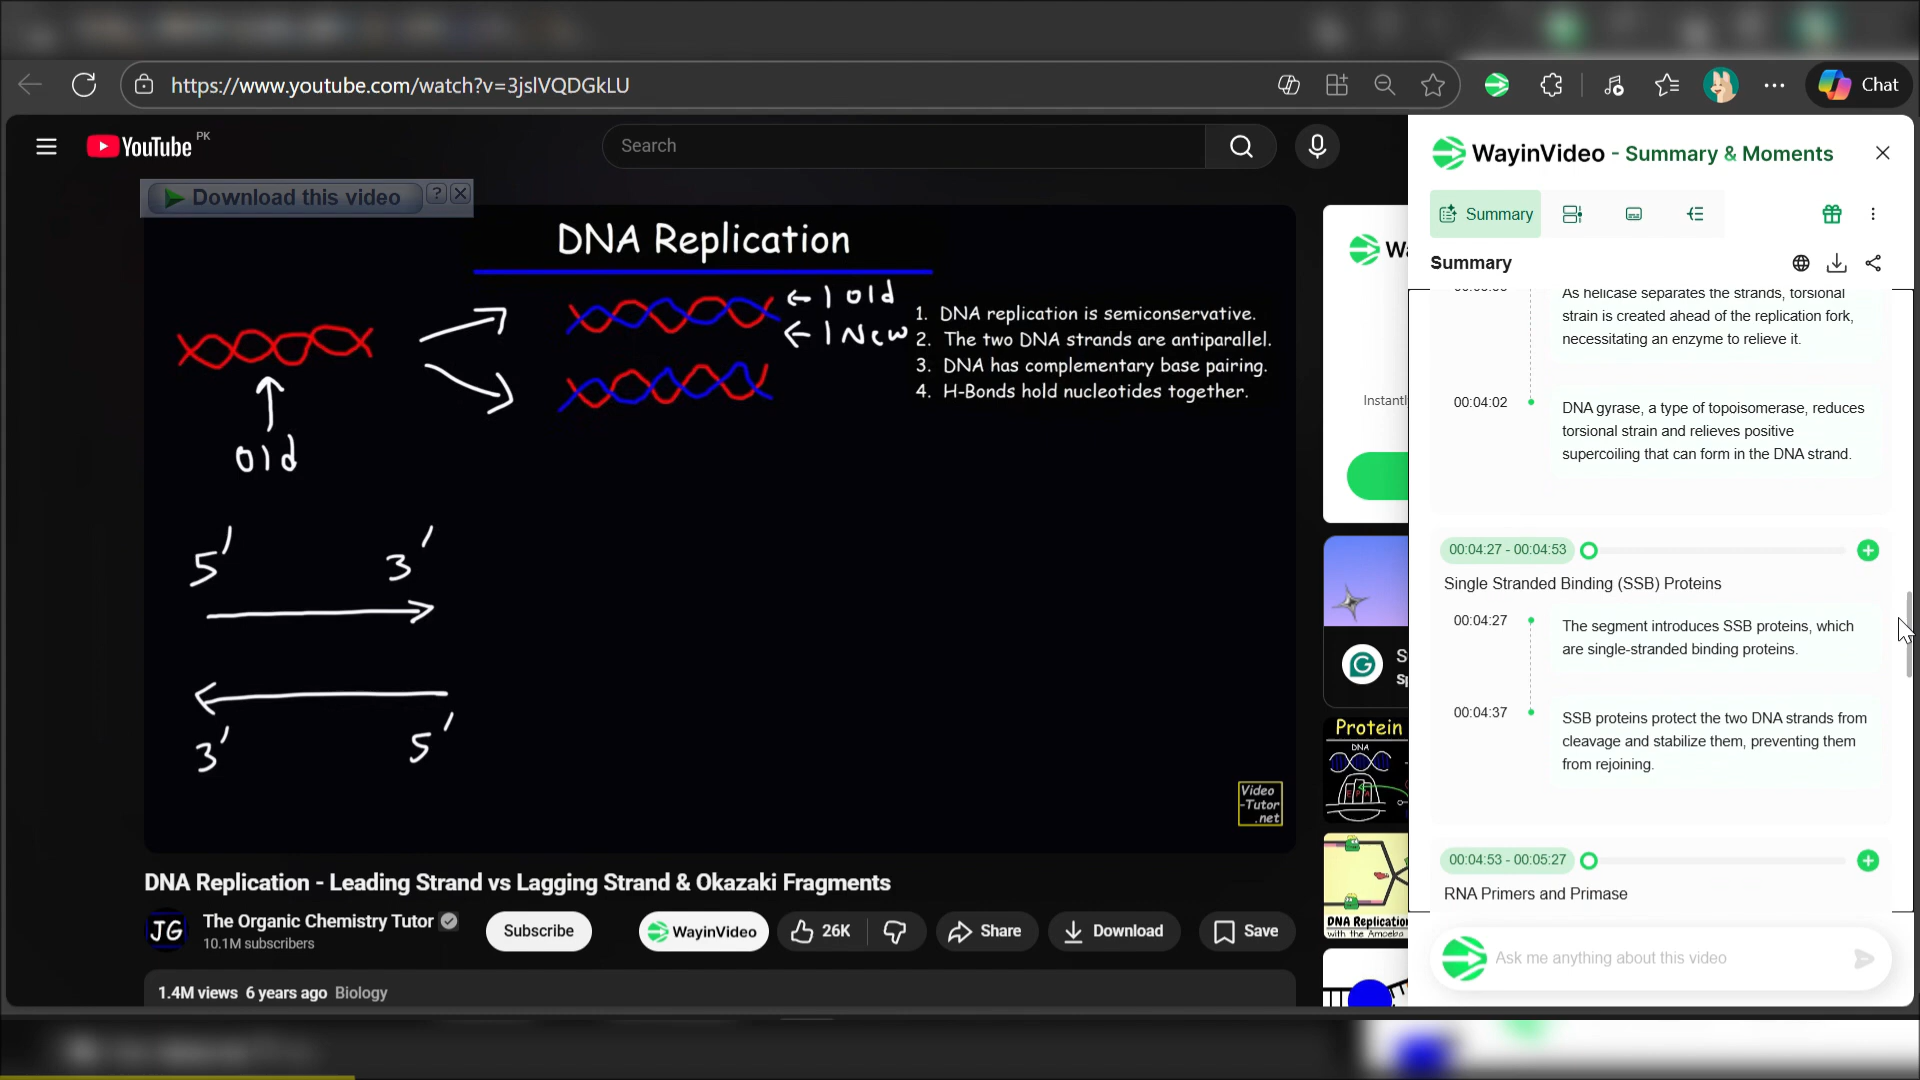 https://www.youtube.com/watch?v=3jslVQDGkLU
Chat
YouTube PK
Search
Download this video ? X
DNA Replication
← 1 old
← 1 New
1. DNA replication is semiconservative.
2. The two DNA strands are antiparallel.
3. DNA has complementary base pairing.
4. H-Bonds hold nucleotides together.
old
5' 3'
3' 5'
Video
-Tutor
.net
DNA Replication - Leading Strand vs Lagging Strand & Okazaki Fragments
JG
The Organic Chemistry Tutor
10.1M subscribers
Subscribe
WayinVideo
26K
Share
Download
Save
1.4M views 6 years ago Biology
W
Instantl
S
Sp
Protein
DNA
DNA Replication
with the Amoeba
WayinVideo - Summary & Moments
Summary
Summary
As helicase separates the strands, torsional
strain is created ahead of the replication fork,
necessitating an enzyme to relieve it.
00:04:02
DNA gyrase, a type of topoisomerase, reduces
torsional strain and relieves positive
supercoiling that can form in the DNA strand.
00:04:27 - 00:04:53
Single Stranded Binding (SSB) Proteins
00:04:27
The segment introduces SSB proteins, which
are single-stranded binding proteins.
00:04:37
SSB proteins protect the two DNA strands from
cleavage and stabilize them, preventing them
from rejoining.
00:04:53 - 00:05:27
RNA Primers and Primase
Ask me anything about this video